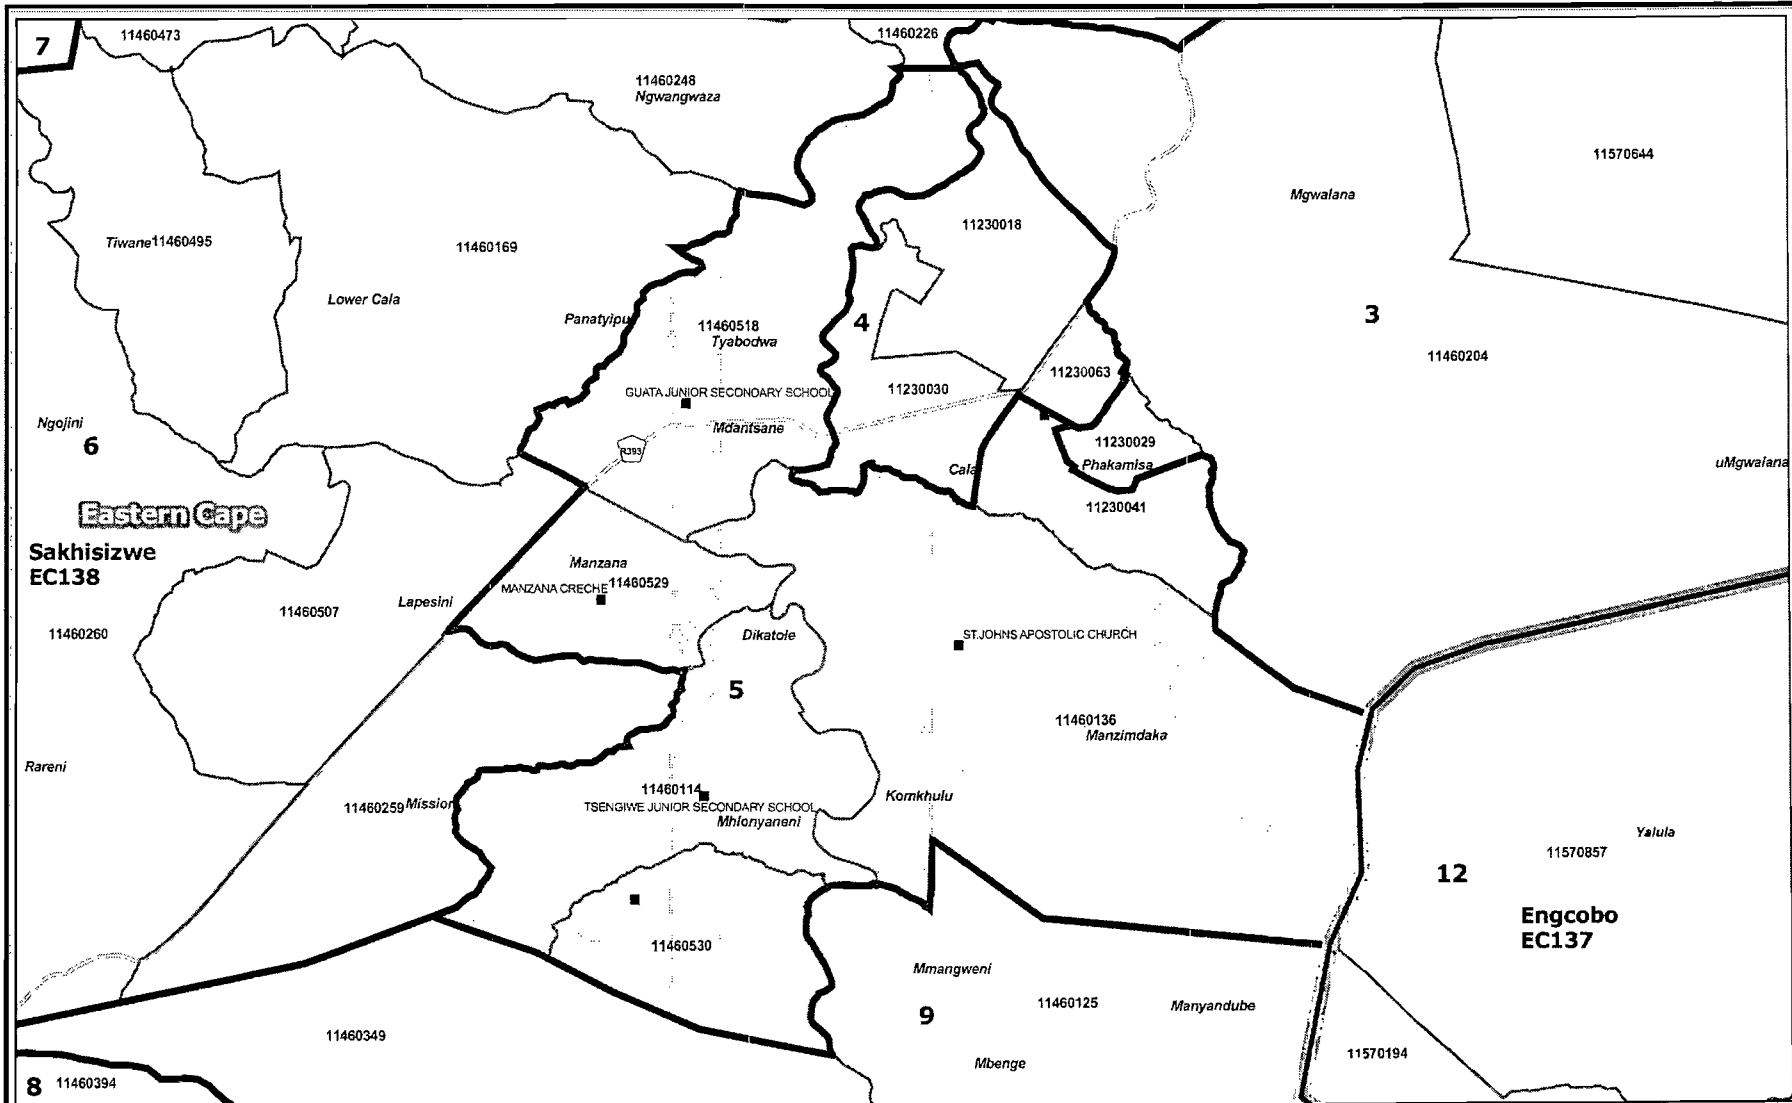 7
11460473
11460226
11460248
Ngwangwaza
11570644
Mgwalana
11230018
Tiwane 11460495
11460169
Lower Cala
Panatyipu
11460518
Tyabodwa
4
3
11460204
11230063
GUATA JUNIOR SECONOARY SCHOOL
11230030
Ngojini
6
Mdantsane
R393
11230029
Cala
Phakamisa
uMgwalana
11230041
Eastern Cape
Sakhisizwe
EC138
Manzana
MANZANA CRECHE 11460529
Lapesini
11460507
11460260
Dikatole
ST.JOHNS APOSTOLIC CHURCH
5
11460136
Manzimdaka
Rareni
11460259 Mission
11460114
TSENGIWE JUNIOR SECONDARY SCHOOL
Mhlonyaneni
Komkhulu
Yalula
11570857
12
Engcobo
EC137
11460530
Mmangweni
11460125
Manyandube
9
11460349
Mbenge
11570194
8
11460394